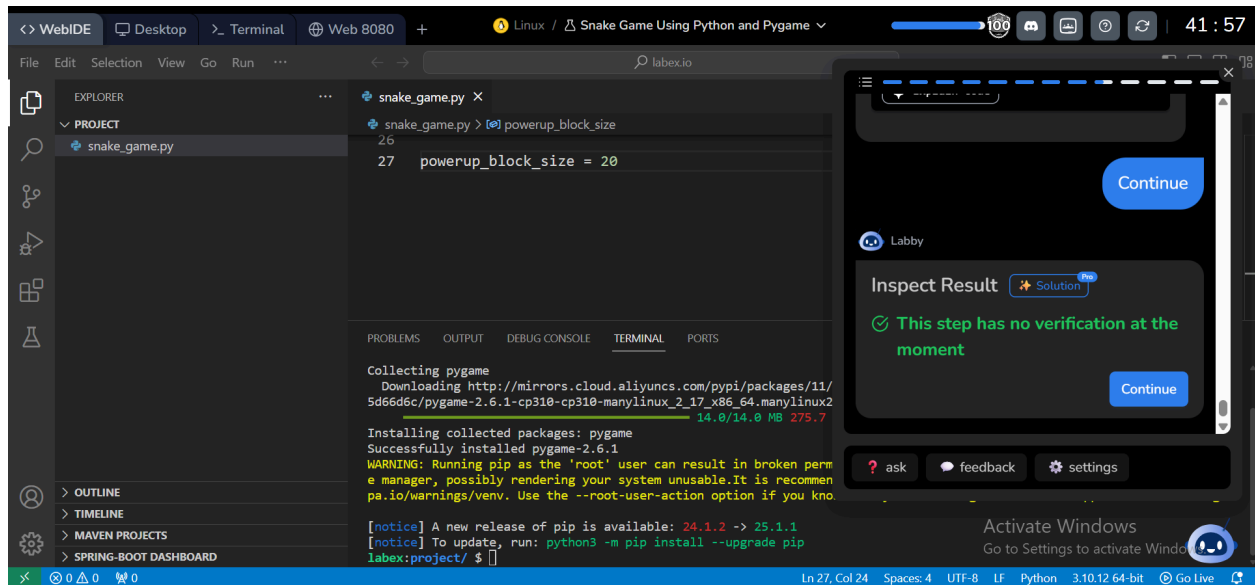 <> WebIDE Desktop >_ Terminal Web 8080 + Linux / Snake Game Using Python and Pygame 100 41 : 57
File Edit Selection View Go Run ··· labex.io
EXPLORER ···
PROJECT
snake_game.py
OUTLINE
TIMELINE
MAVEN PROJECTS
SPRING-BOOT DASHBOARD
snake_game.py ×
snake_game.py > powerup_block_size
26
27 powerup_block_size = 20
PROBLEMS OUTPUT DEBUG CONSOLE TERMINAL PORTS
Collecting pygame
Downloading http://mirrors.cloud.aliyuncs.com/pypi/packages/11/
5d66d6c/pygame-2.6.1-cp310-cp310-manylinux_2_17_x86_64.manylinux2
14.0/14.0 MB 275.7
Installing collected packages: pygame
Successfully installed pygame-2.6.1
WARNING: Running pip as the 'root' user can result in broken perm
e manager, possibly rendering your system unusable.It is recommen
pa.io/warnings/venv. Use the --root-user-action option if you kno
[notice] A new release of pip is available: 24.1.2 -> 25.1.1
[notice] To update, run: python3 -m pip install --upgrade pip
labex:project/ $
Continue
Labby
Inspect Result Solution Pro
This step has no verification at the
moment
Continue
? ask feedback settings
Activate Windows
Go to Settings to activate Windo
0 0 0 Ln 27, Col 24 Spaces: 4 UTF-8 LF Python 3.10.12 64-bit Go Live